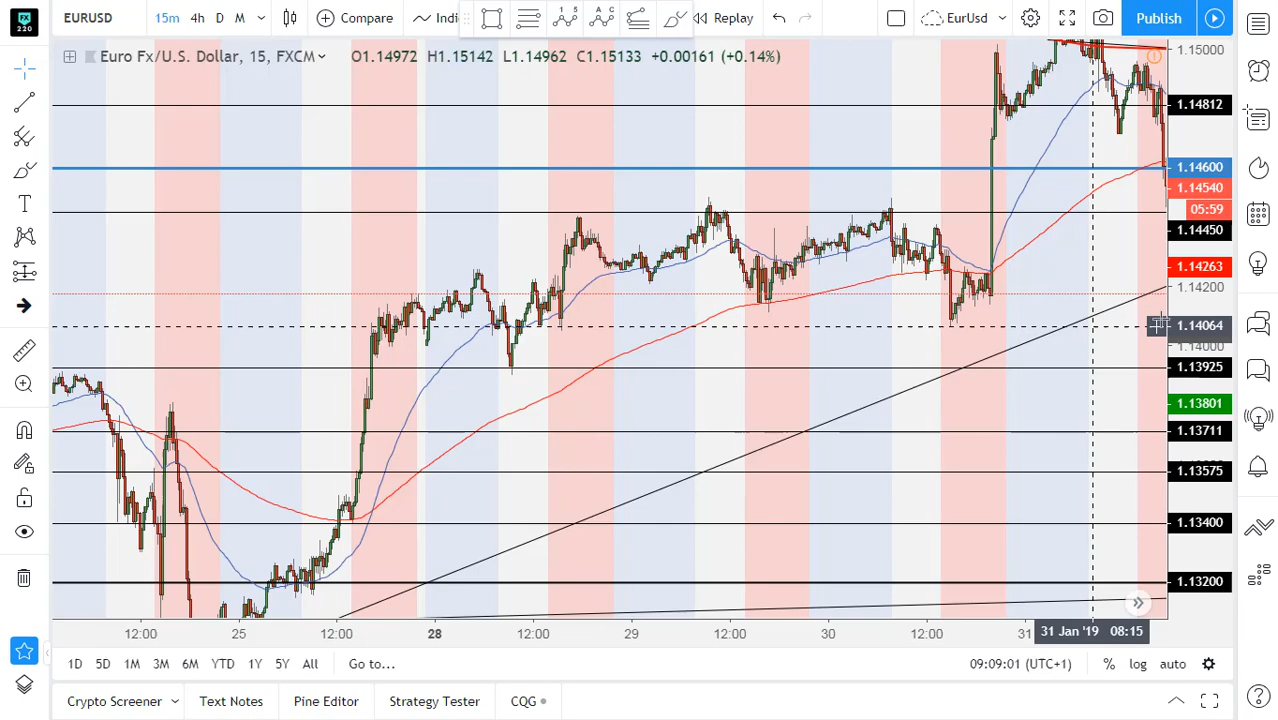 FX
220
EURUSD
15m 4h D M
Compare
Indi
Replay
EurUsd
Publish
Euro Fx/U.S. Dollar, 15, FXCM
O1.14972 H1.15142 L1.14962 C1.15133 +0.00161 (+0.14%)
1.15000
1.14812
1.14600
1.14540
05:59
1.14450
1.14263
1.14200
1.14064
1.14000
1.13925
1.13801
1.13711
1.13575
1.13400
1.13200
12:00 25 12:00 28 12:00 29 12:00 30 12:00 31 31 Jan '19 08:15
1D 5D 1M 3M 6M YTD 1Y 5Y All Go to...
09:09:01 (UTC+1) % log auto
Crypto Screener Text Notes Pine Editor Strategy Tester CQG